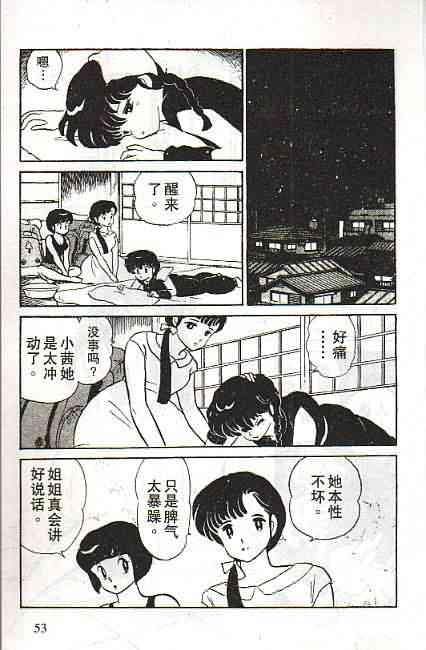 嗯…
醒来
了。
好痛
……
没事吗？
小茜她
是太冲
动了。
她本性
不坏。
只是脾气
太暴躁。
姐姐真会讲
好说话。
53